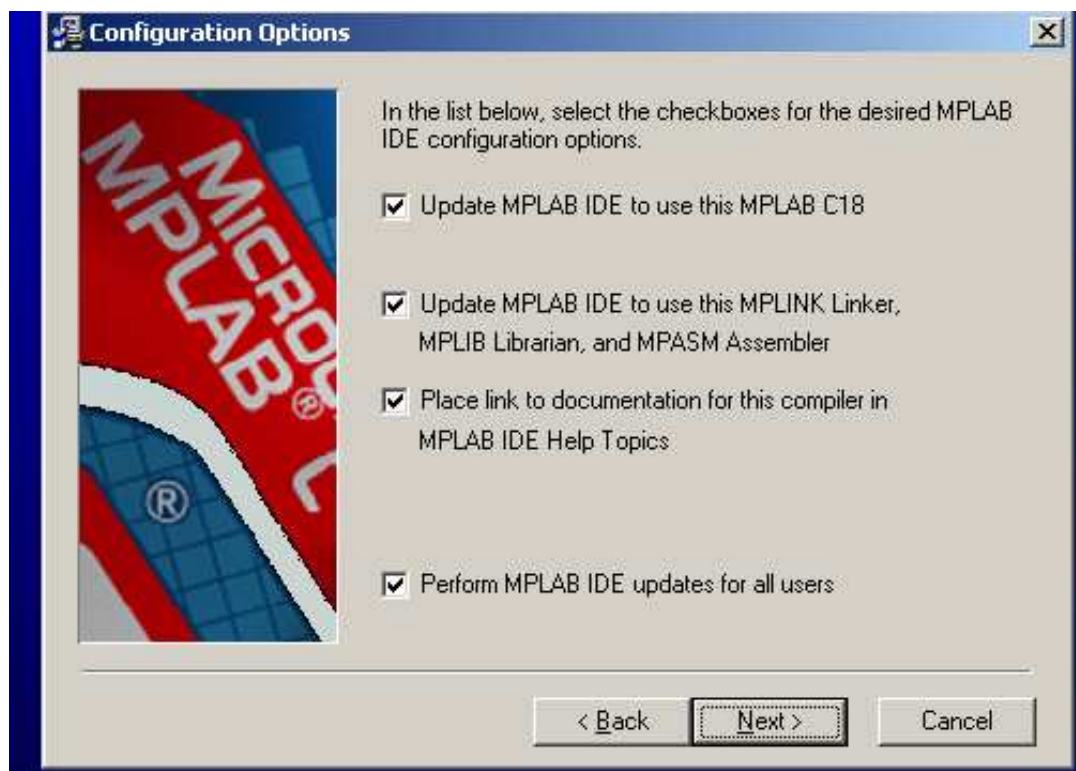 Configuration Options
In the list below, select the checkboxes for the desired MPLAB
IDE configuration options.
Update MPLAB IDE to use this MPLAB C18
Update MPLAB IDE to use this MPLINK Linker,
MPLIB Librarian, and MPASM Assembler
Place link to documentation for this compiler in
MPLAB IDE Help Topics
Perform MPLAB IDE updates for all users
MPLAB®
®
< Back
Next >
Cancel